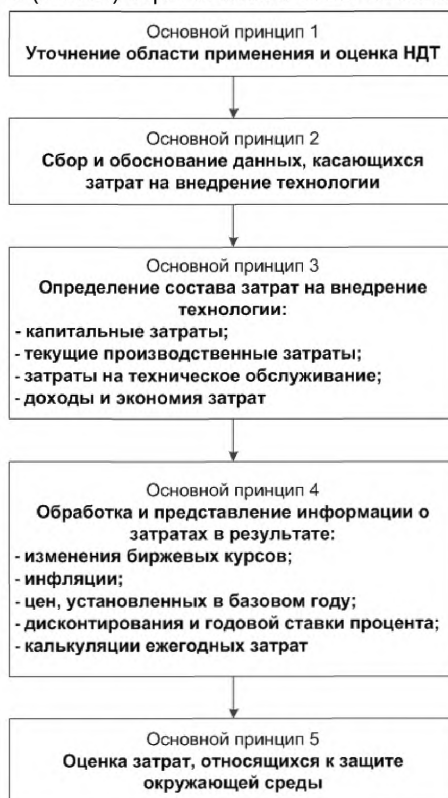 Основной принцип 1
Уточнение области применения и оценка НДТ
Основной принцип 2
Сбор и обоснование данных, касающихся
затрат на внедрение технологии
Основной принцип 3
Определение состава затрат на внедрение
технологии:
- капитальные затраты;
- текущие производственные затраты;
- затраты на техническое обслуживание;
- доходы и экономия затрат
Основной принцип 4
Обработка и представление информации о
затратах в результате:
- изменения биржевых курсов;
- инфляции;
- цен, установленных в базовом году;
- дисконтирования и годовой ставки процента;
- калькуляции ежегодных затрат
Основной принцип 5
Оценка затрат, относящихся к защите
окружающей среды